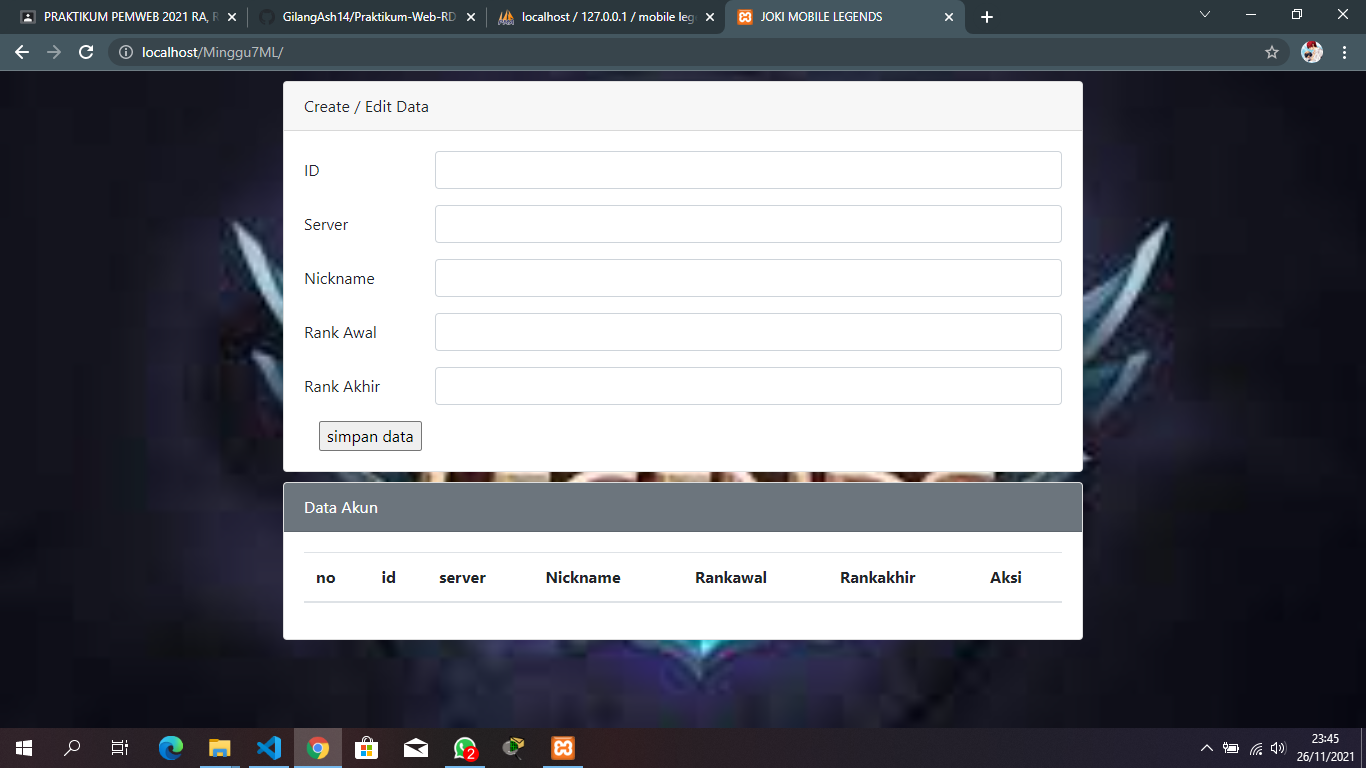 PRAKTIKUM PEMWEB 2021 RA, R
GilangAsh14/Praktikum-Web-RD
localhost / 127.0.0.1 / mobile leg
JOKI MOBILE LEGENDS
localhost/Minggu7ML/
Create / Edit Data
ID
Server
Nickname
Rank Awal
Rank Akhir
simpan data
Data Akun
no id server Nickname Rankawal Rankakhir Aksi
2
23:45
26/11/2021